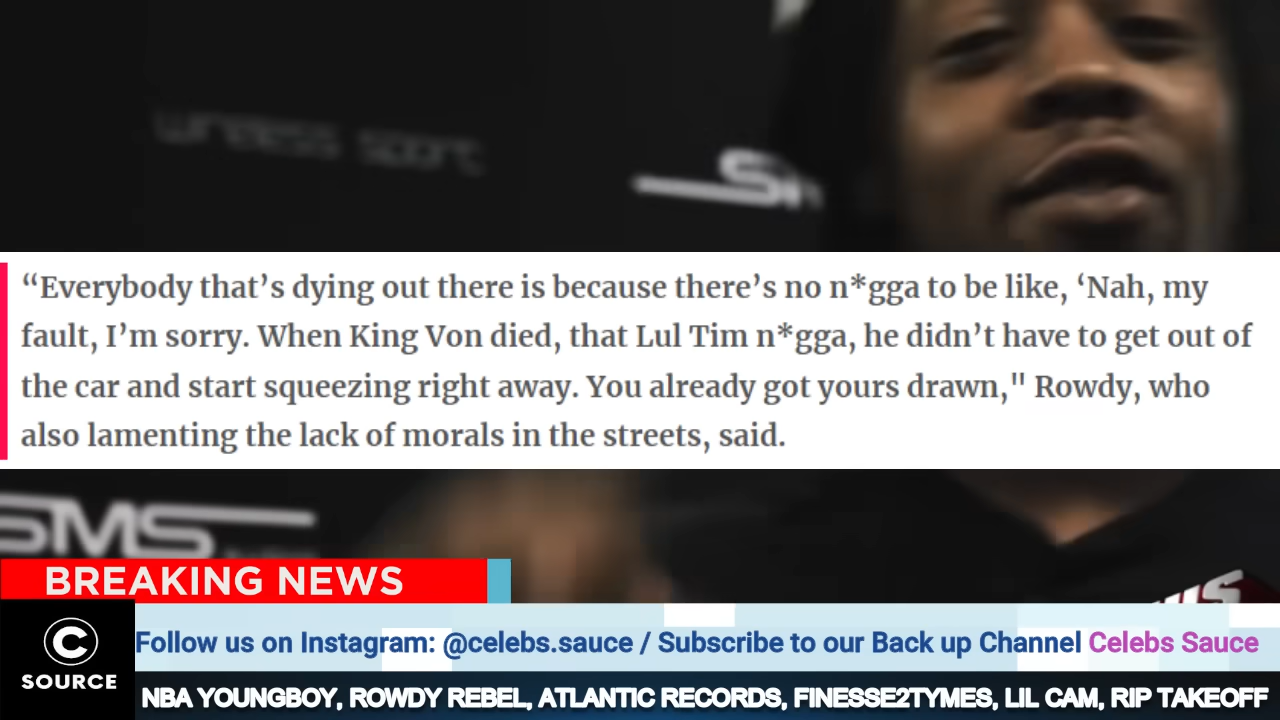 wireless sport
Sm
“Everybody that’s dying out there is because there’s no n*gga to be like, ‘Nah, my
fault, I’m sorry. When King Von died, that Lul Tim n*gga, he didn’t have to get out of
the car and start squeezing right away. You already got yours drawn," Rowdy, who
also lamenting the lack of morals in the streets, said.
SMS
BREAKING NEWS
C
SOURCE
Follow us on Instagram: @celebs.sauce / Subscribe to our Back up Channel Celebs Sauce
NBA YOUNGBOY, ROWDY REBEL, ATLANTIC RECORDS, FINESSE2TYMES, LIL CAM, RIP TAKEOFF